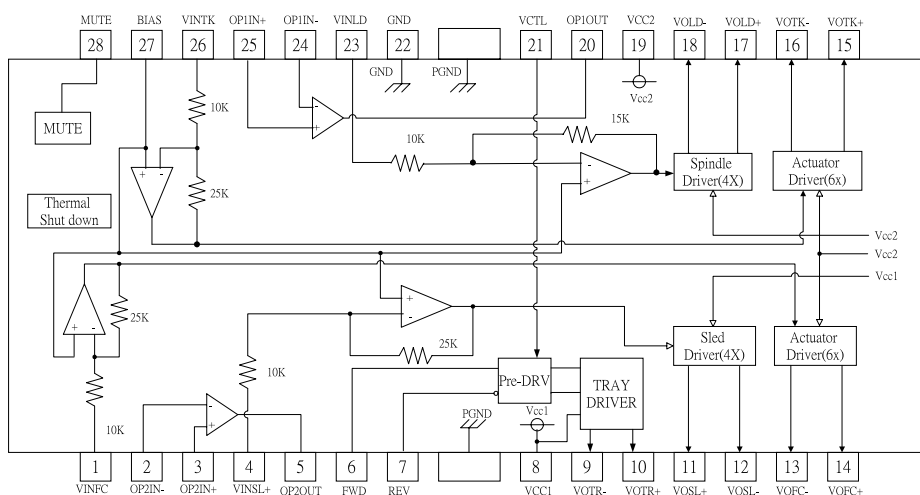 MUTE BIAS VINTK OP1IN+ OP1IN- VINLD GND VCTL OP1OUT VCC2 VOLD- VOLD+ VOTK- VOTK+
28 27 26 25 24 23 22 21 20 19 18 17 16 15
GND PGND
Vcc2
10K
MUTE
15K
10K
- +
+ -
- +
Spindle
Driver(4X)
Actuator
Driver(6x)
25K
Thermal
Shut down
Vcc2
Vcc2
Vcc1
+ -
25K
+ -
25K
Sled
Driver(4X)
Actuator
Driver(6x)
10K
Pre-DRV
TRAY
DRIVER
10K
- +
PGND
Vcc1
1 2 3 4 5 6 7 8 9 10 11 12 13 14
VINFC OP2IN- OP2IN+ VINSL+ OP2OUT FWD REV VCC1 VOTR- VOTR+ VOSL+ VOSL- VOFC- VOFC+